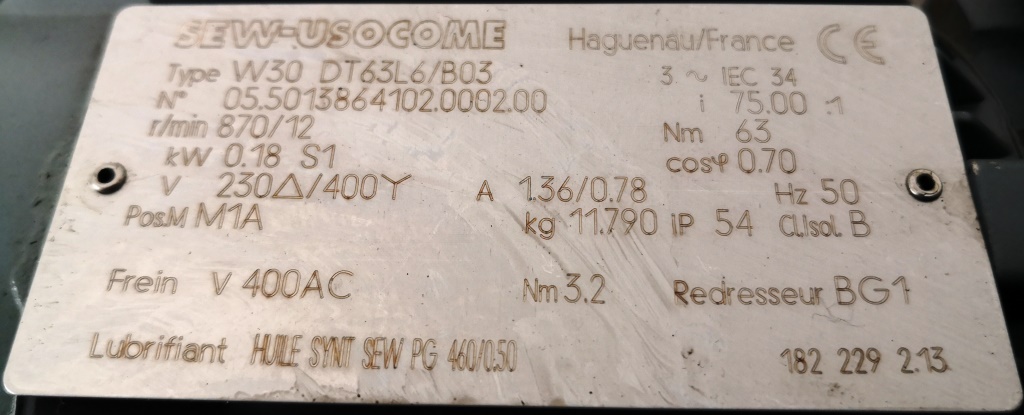 SEW-USOCOME Haguenau/France CE
Type W30 DT63L6/B03 3 ~ IEC 34
N° 05.5013864102.0002.00 i 75.00 :1
r/min 870/12 Nm 63
kW 0.18 S1 cosφ 0.70
V 230△/400Y A 1.36/0.78 Hz 50
Pos.M M1A kg 11.790 IP 54 Cl.Isol. B
Frein V 400AC Nm 3.2 Redresseur BG1
Lubrifiant HUILE SYNT SEW PG 460/0.50 182 229 2.13